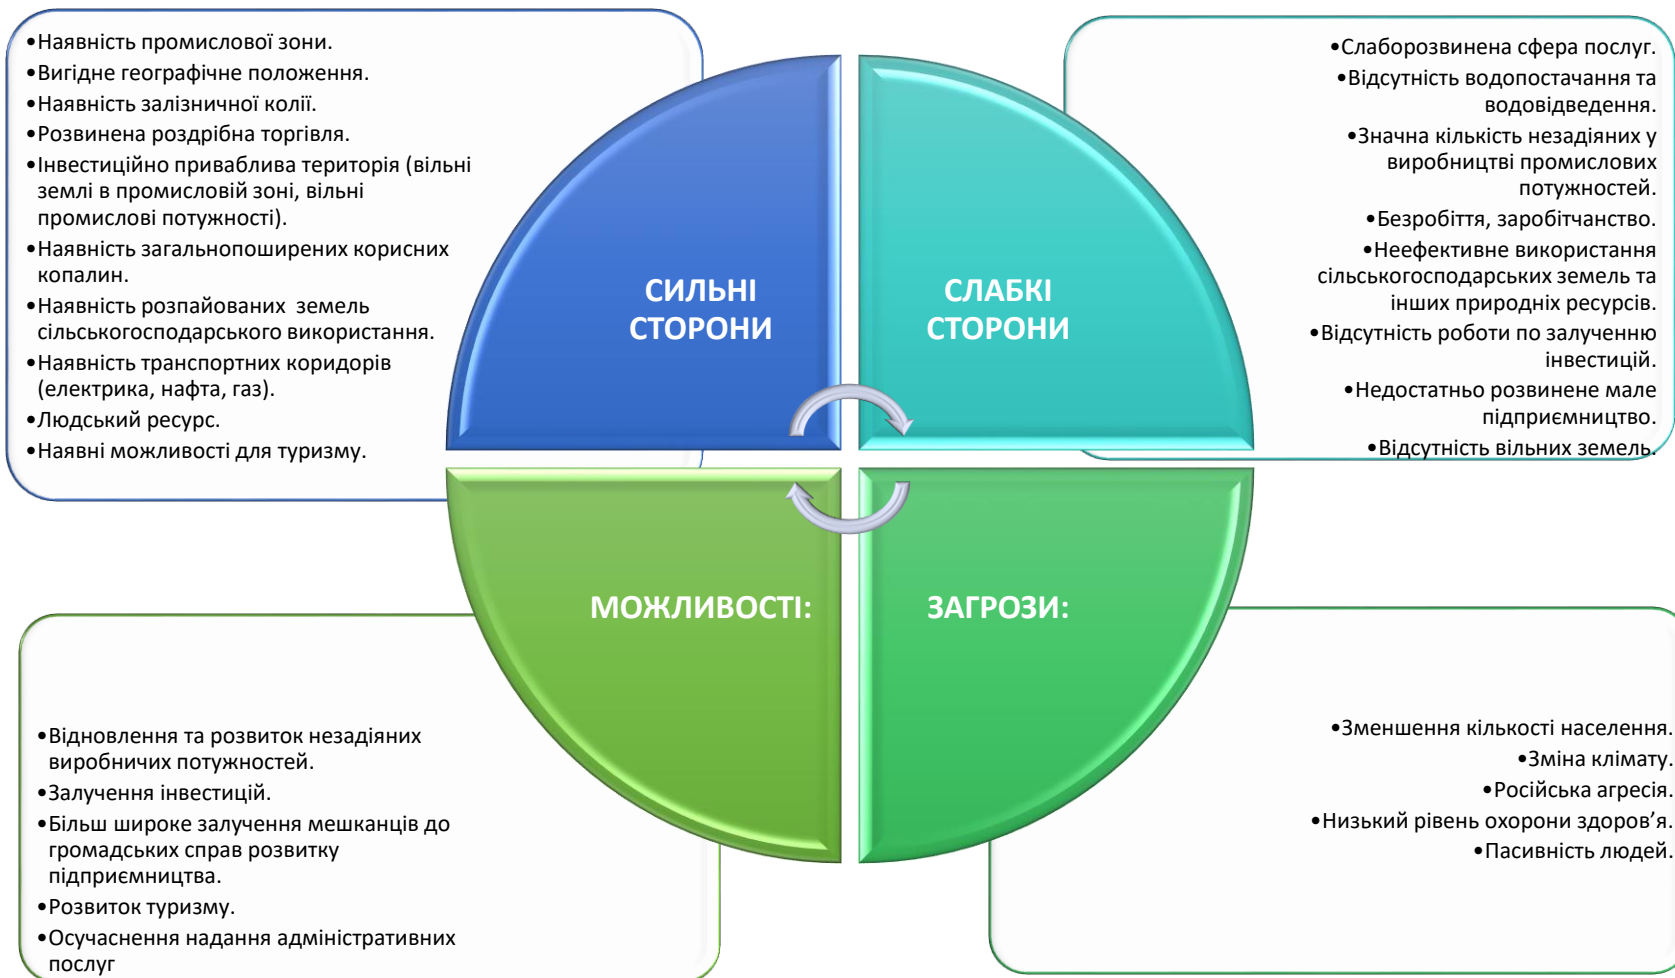 •Наявність промислової зони.
•Вигідне географічне положення.
•Наявність залізничної колії.
•Розвинена роздрібна торгівля.
•Інвестиційно приваблива територія (вільні
землі в промисловій зоні, вільні
промислові потужності).
•Наявність загальнопоширених корисних
копалин.
•Наявність розпайованих земель
сільськогосподарського використання.
•Наявність транспортних коридорів
(електрика, нафта, газ).
•Людський ресурс.
•Наявні можливості для туризму.
СИЛЬНІ
СТОРОНИ
СЛАБКІ
СТОРОНИ
•Слаборозвинена сфера послуг.
•Відсутність водопостачання та
водовідведення.
•Значна кількість незадіяних у
виробництві промислових
потужностей.
•Безробіття, заробітчанство.
•Неефективне використання
сільськогосподарських земель та
інших природніх ресурсів.
•Відсутність роботи по залученню
інвестицій.
•Недостатньо розвинене мале
підприємництво.
•Відсутність вільних земель.
МОЖЛИВОСТІ:
•Відновлення та розвиток незадіяних
виробничих потужностей.
•Залучення інвестицій.
•Більш широке залучення мешканців до
громадських справ розвитку
підприємництва.
•Розвиток туризму.
•Осучаснення надання адміністративних
послуг
ЗАГРОЗИ:
•Зменшення кількості населення.
•Зміна клімату.
•Російська агресія.
•Низький рівень охорони здоров’я.
•Пасивність людей.